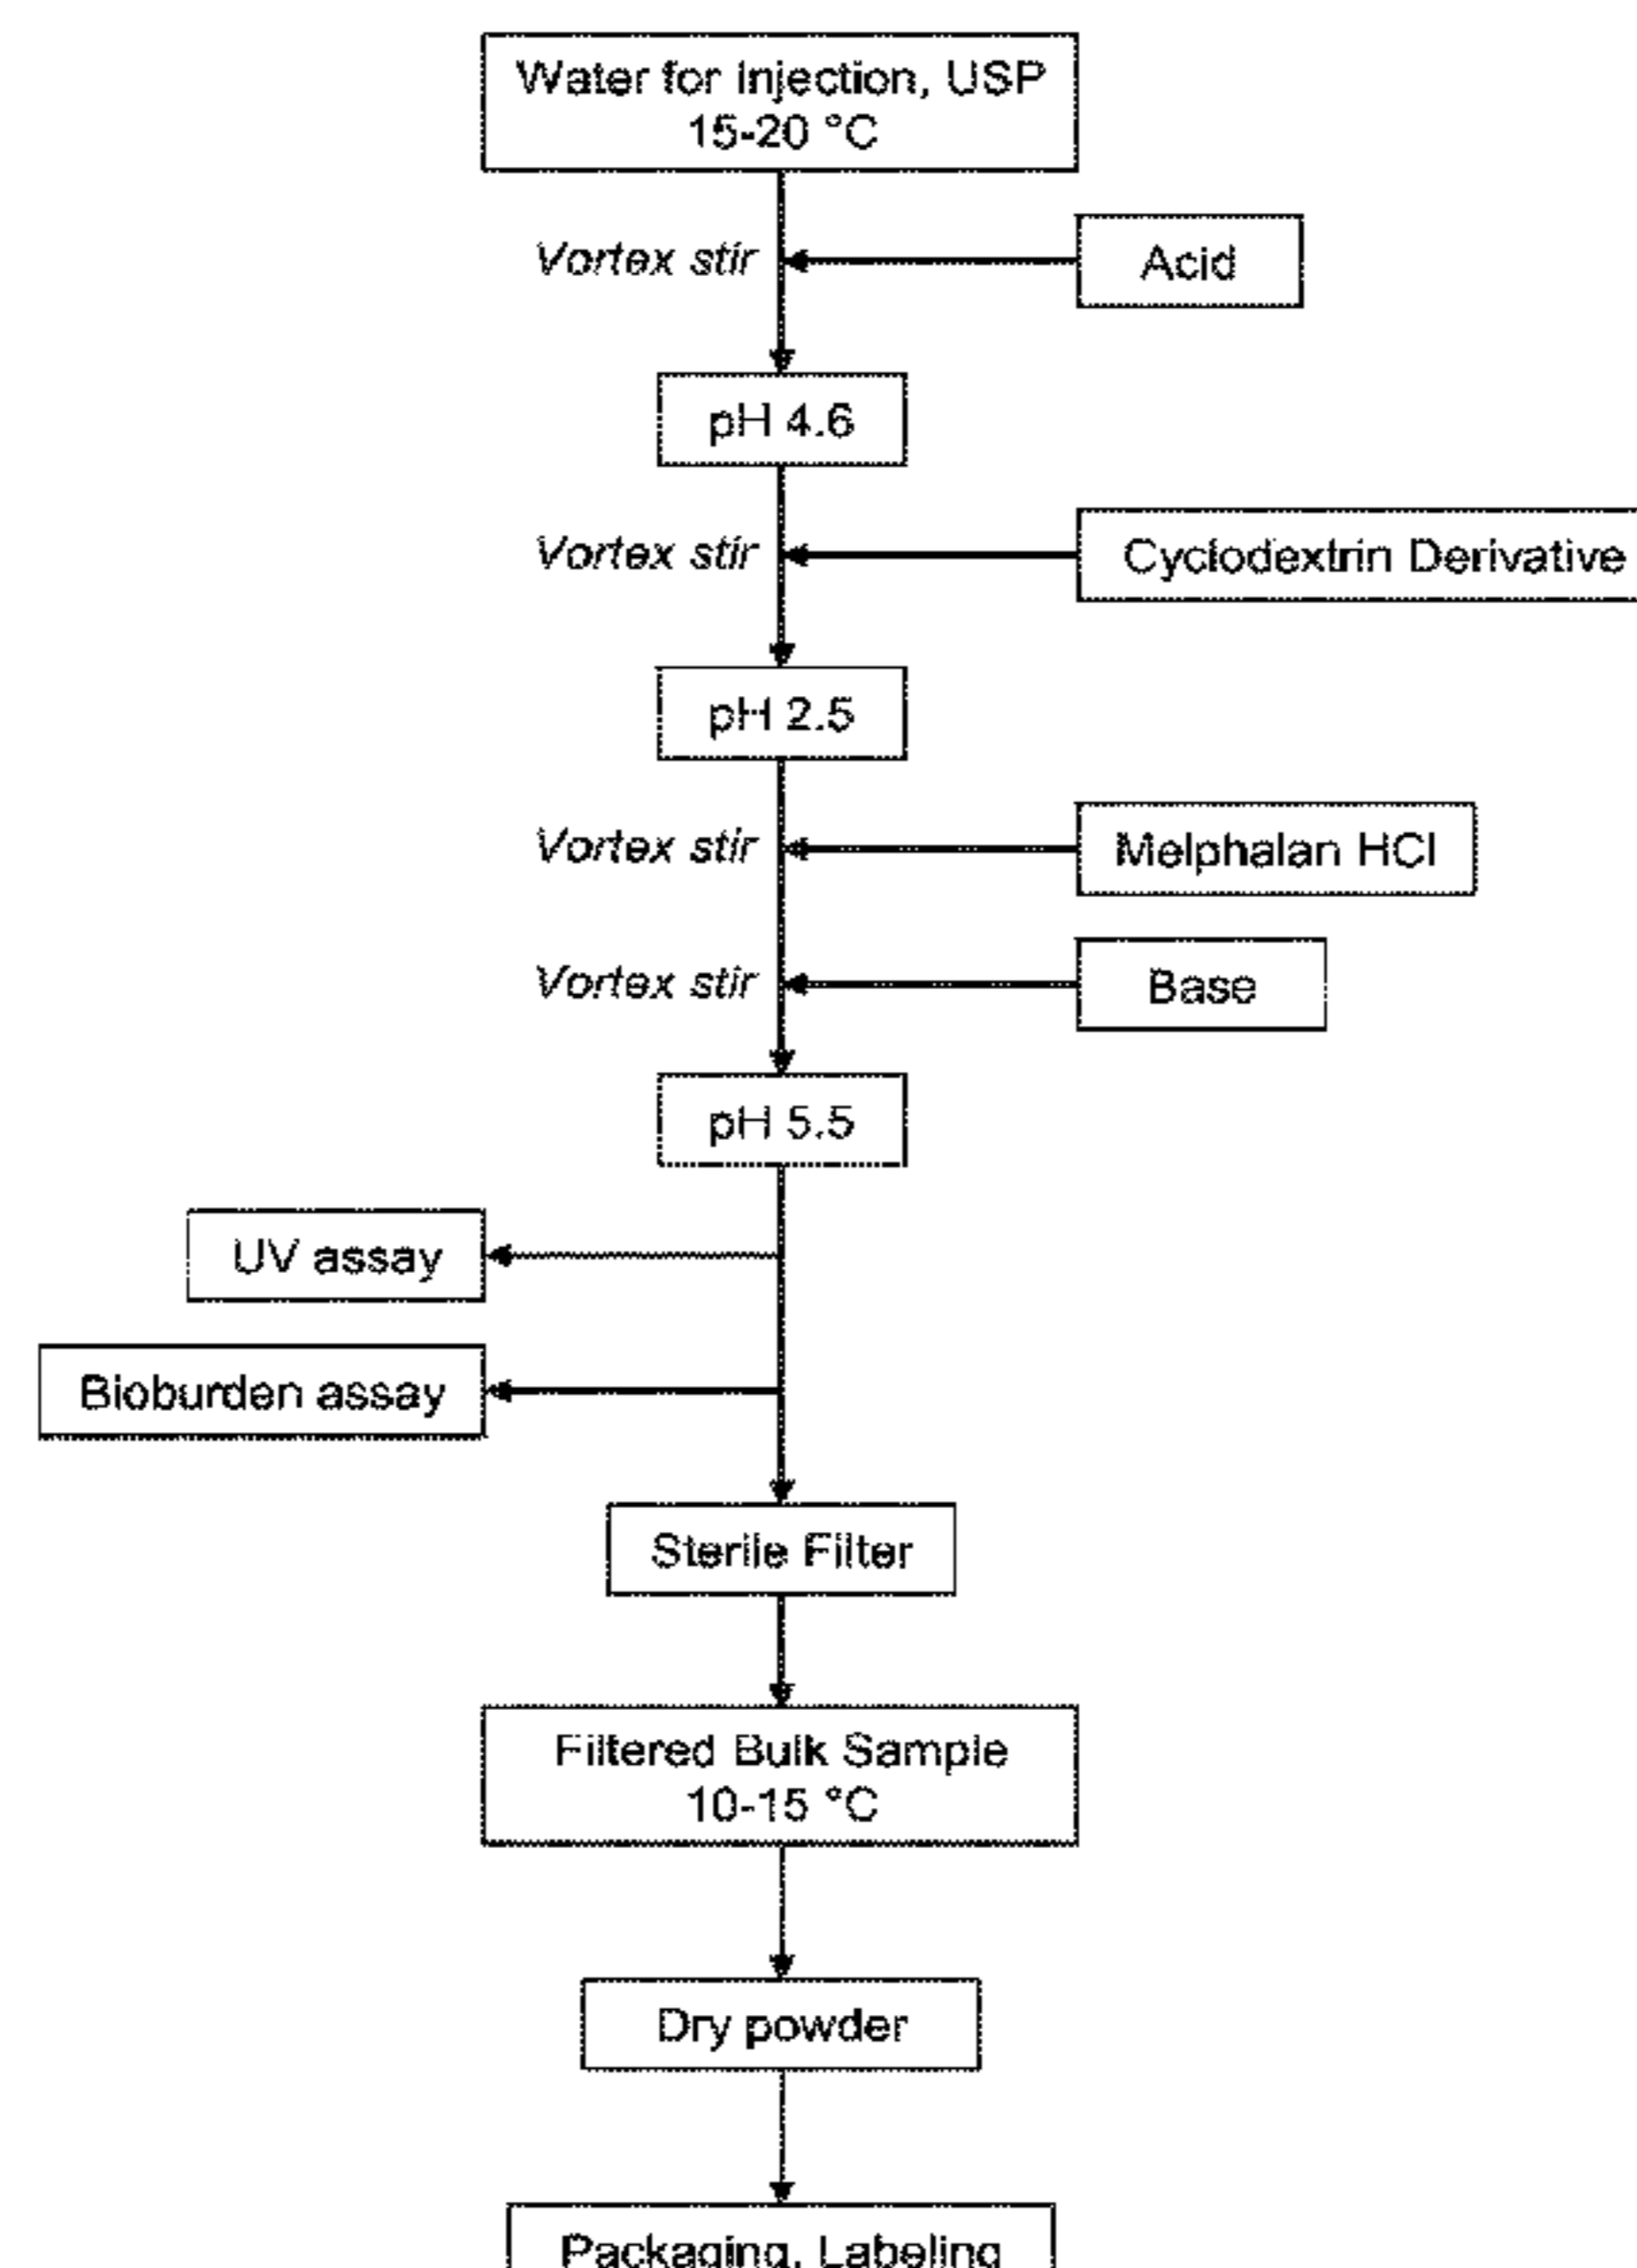 Water for Injection, USP
15-20 °C
Vortex stir
Acid
pH 4.6
Vortex stir
Cyclodextrin Derivative
pH 2.5
Vortex stir
Melphalan HCl
Vortex stir
Base
pH 5.5
UV assay
Bioburden assay
Sterile Filter
Filtered Bulk Sample
10-15 °C
Dry powder
Packaging, Labeling